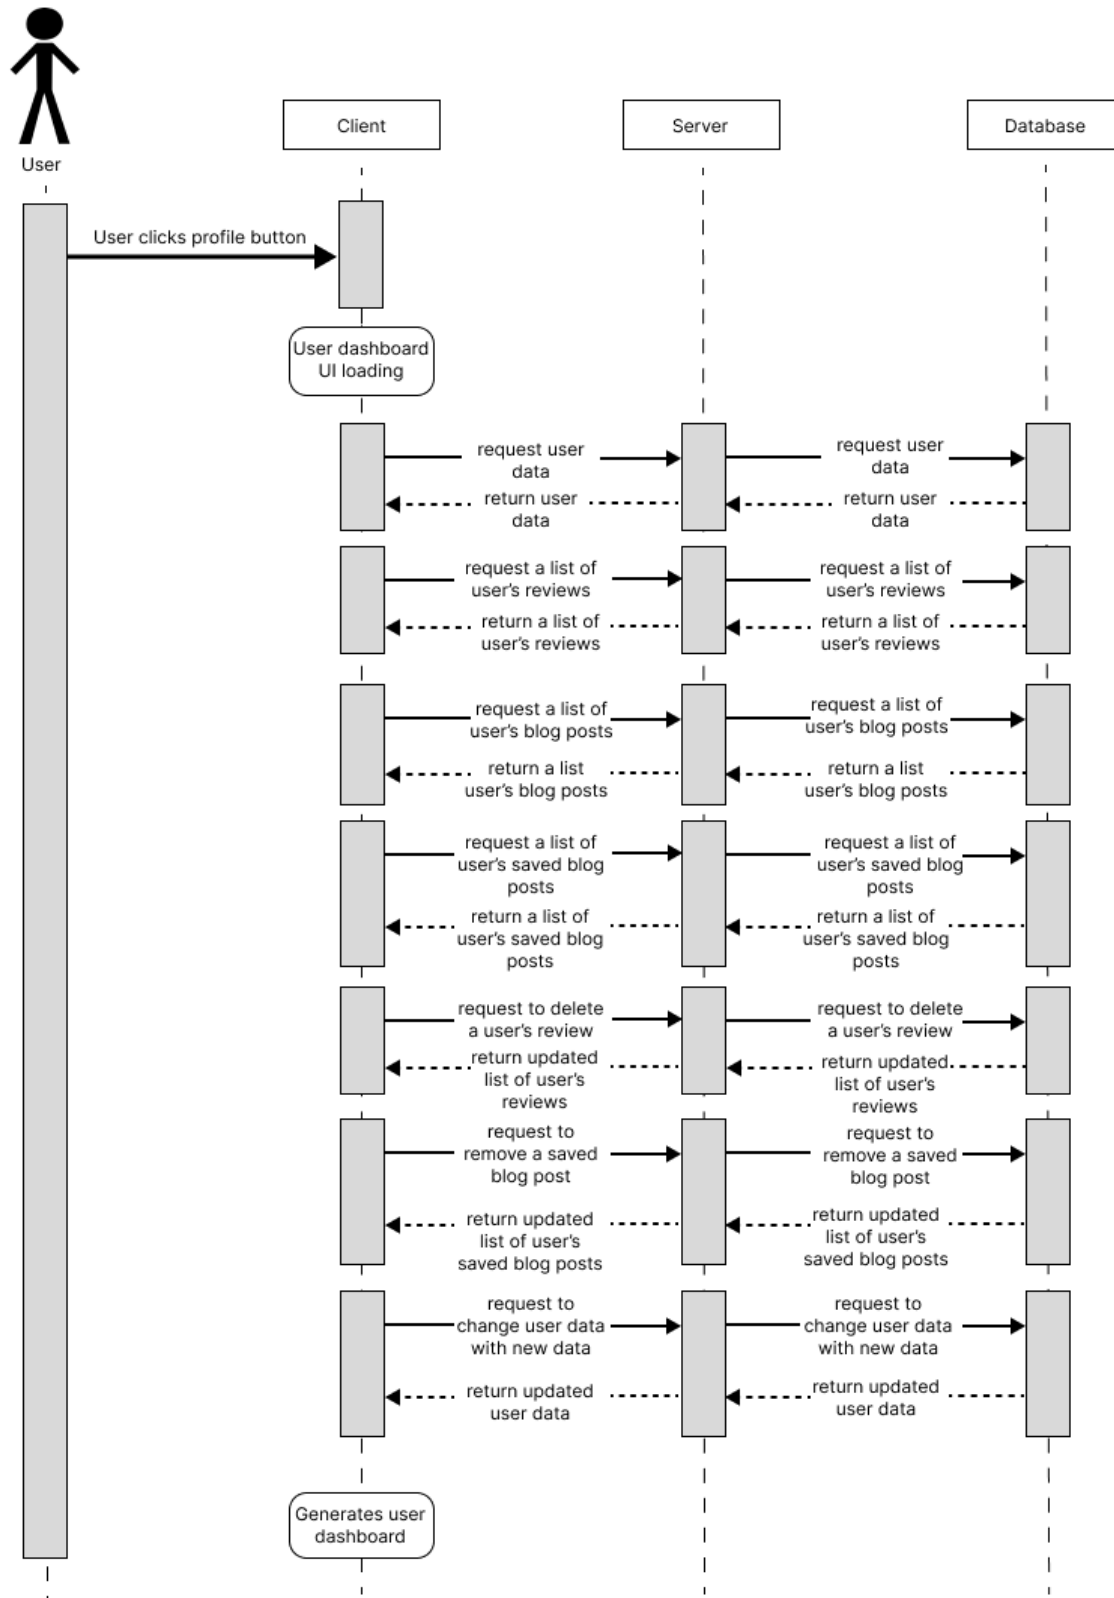 User
Client
Server
Database
User clicks profile button
User dashboard
UI loading
request user
data
request user
data
return user
data
return user
data
request a list of
user's reviews
request a list of
user's reviews
return a list of
user's reviews
return a list of
user's reviews
request a list of
user's blog posts
request a list of
user's blog posts
return a list
user's blog posts
return a list
user's blog posts
request a list of
user's saved blog
posts
request a list of
user's saved blog
posts
return a list of
user's saved blog
posts
return a list of
user's saved blog
posts
request to delete
a user's review
request to delete
a user's review
return updated
list of user's
reviews
return updated
list of user's
reviews
request to
remove a saved
blog post
request to
remove a saved
blog post
return updated
list of user's
saved blog posts
return updated
list of user's
saved blog posts
request to
change user data
with new data
request to
change user data
with new data
return updated
user data
return updated
user data
Generates user
dashboard